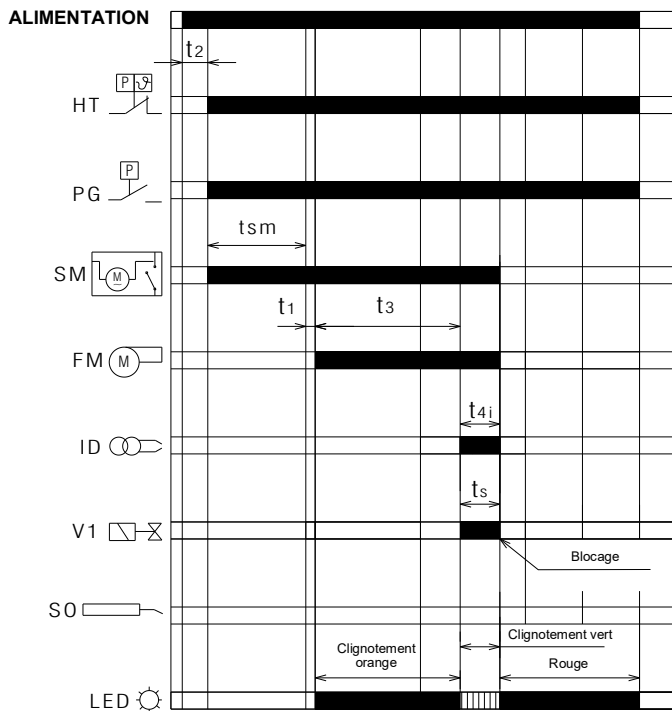 ALIMENTATION
t2
P ϑ
HT
P
PG
tsm
SM
M
t1
t3
FM
M
t4i
ID
ts
V1
Blocage
SO
Clignotement orange
Clignotement vert
Rouge
LED